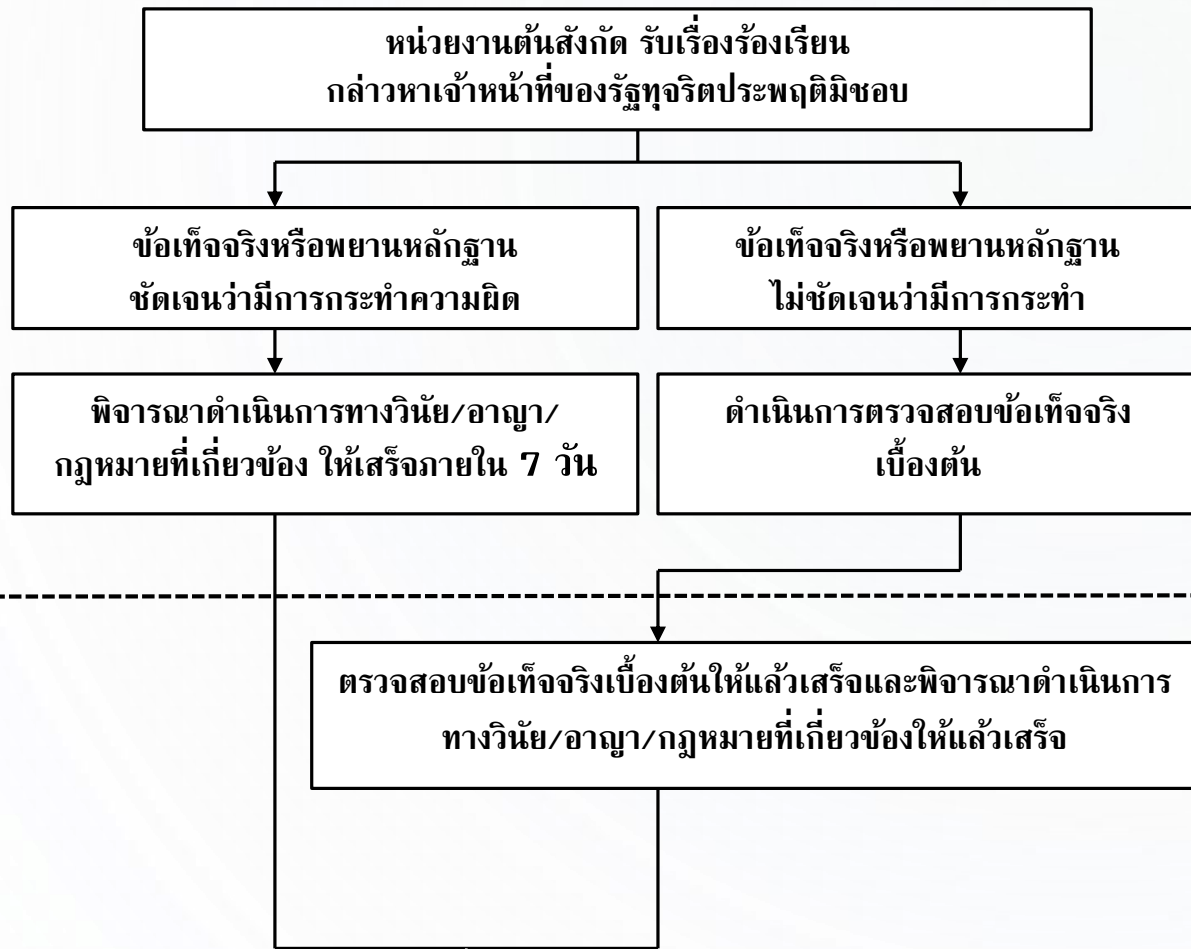 หน่วยงานต้นสังกัด รับเรื่องร้องเรียน
กล่าวหาเจ้าหน้าที่ของรัฐทุจริตประพฤติมิชอบ
ข้อเท็จจริงหรือพยานหลักฐาน
ชัดเจนว่ามีการกระทำความผิด
ข้อเท็จจริงหรือพยานหลักฐาน
ไม่ชัดเจนว่ามีการกระทำ
พิจารณาดำเนินการทางวินัย/อาญา/
กฎหมายที่เกี่ยวข้อง ให้เสร็จภายใน 7 วัน
ดำเนินการตรวจสอบข้อเท็จจริง
เบื้องต้น
ตรวจสอบข้อเท็จจริงเบื้องต้นให้แล้วเสร็จและพิจารณาดำเนินการ
ทางวินัย/อาญา/กฎหมายที่เกี่ยวข้องให้แล้วเสร็จ